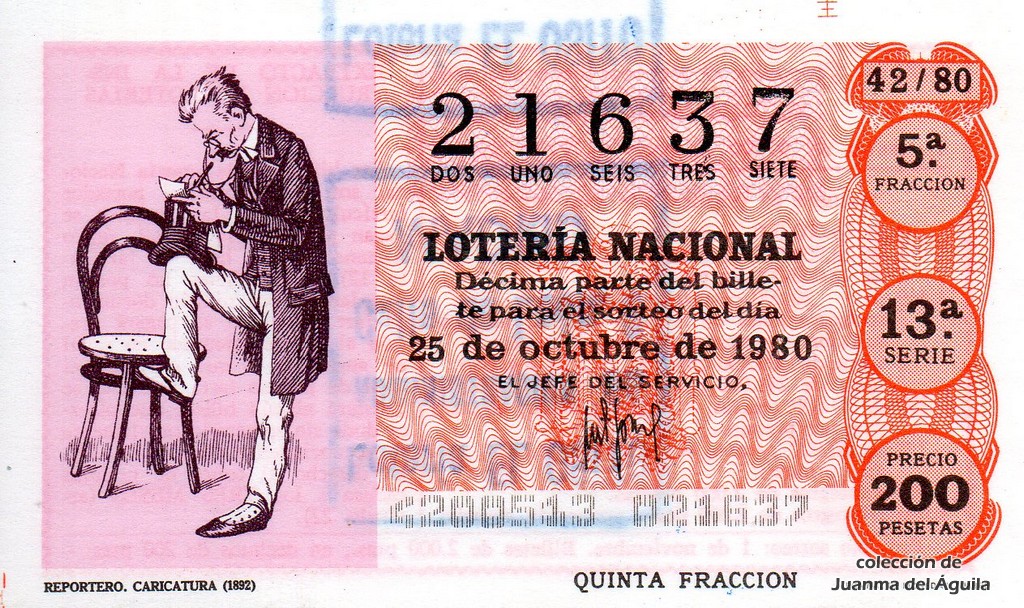 42/80
21637
DOS UNO SEIS TRES SIETE
5ª.
FRACCION
LOTERÍA NACIONAL
Décima parte del bille-
te para el sorteo del día
25 de octubre de 1980
EL JEFE DEL SERVICIO,
13ª
SERIE
PRECIO
200
PESETAS
4200513 021637
REPORTERO. CARICATURA (1892)
QUINTA FRACCION
colección de
Juanma del Águila